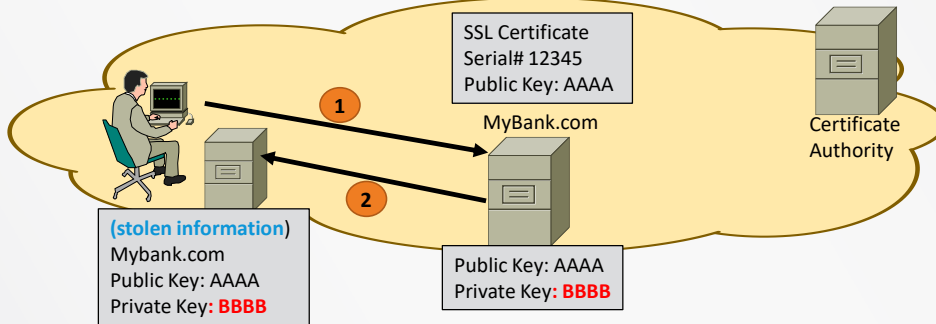 SSL Certificate
Serial# 12345
Public Key: AAAA
1
MyBank.com
Certificate
Authority
2
(stolen information)
Mybank.com
Public Key: AAAA
Private Key: BBBB
Public Key: AAAA
Private Key: BBBB